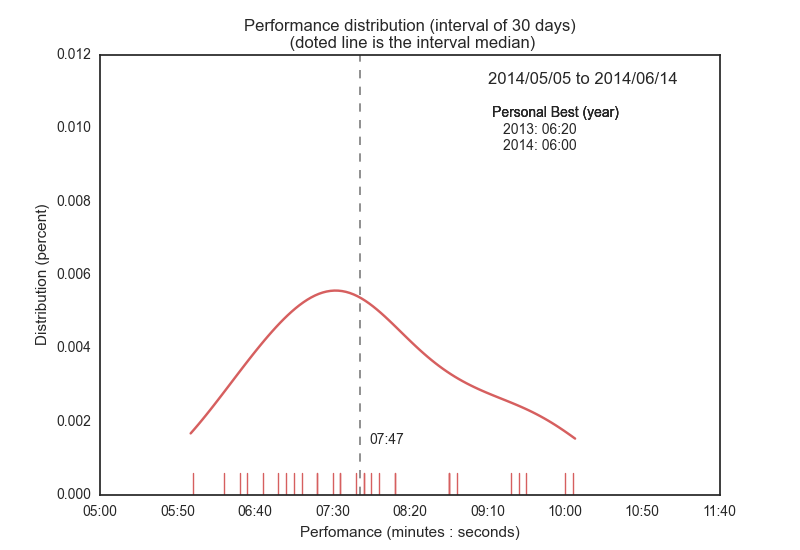 Performance distribution (interval of 30 days)
(doted line is the interval median)
2014/05/05 to 2014/06/14
Personal Best (year)
2013: 06:20
2014: 06:00
Distribution (percent)
0.012
0.010
0.008
0.006
0.004
0.002
0.000
07:47
05:00 05:50 06:40 07:30 08:20 09:10 10:00 10:50 11:40
Perfomance (minutes : seconds)